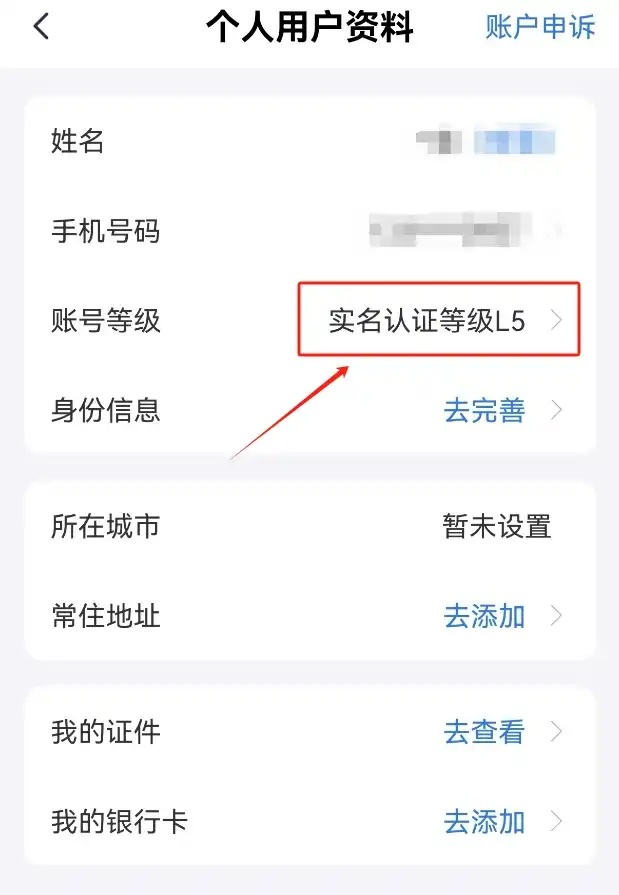 个人用户资料 账户申诉
姓名
手机号码
账号等级 实名认证等级L5
身份信息 去完善
所在城市 暂未设置
常住地址 去添加
我的证件 去查看
我的银行卡 去添加